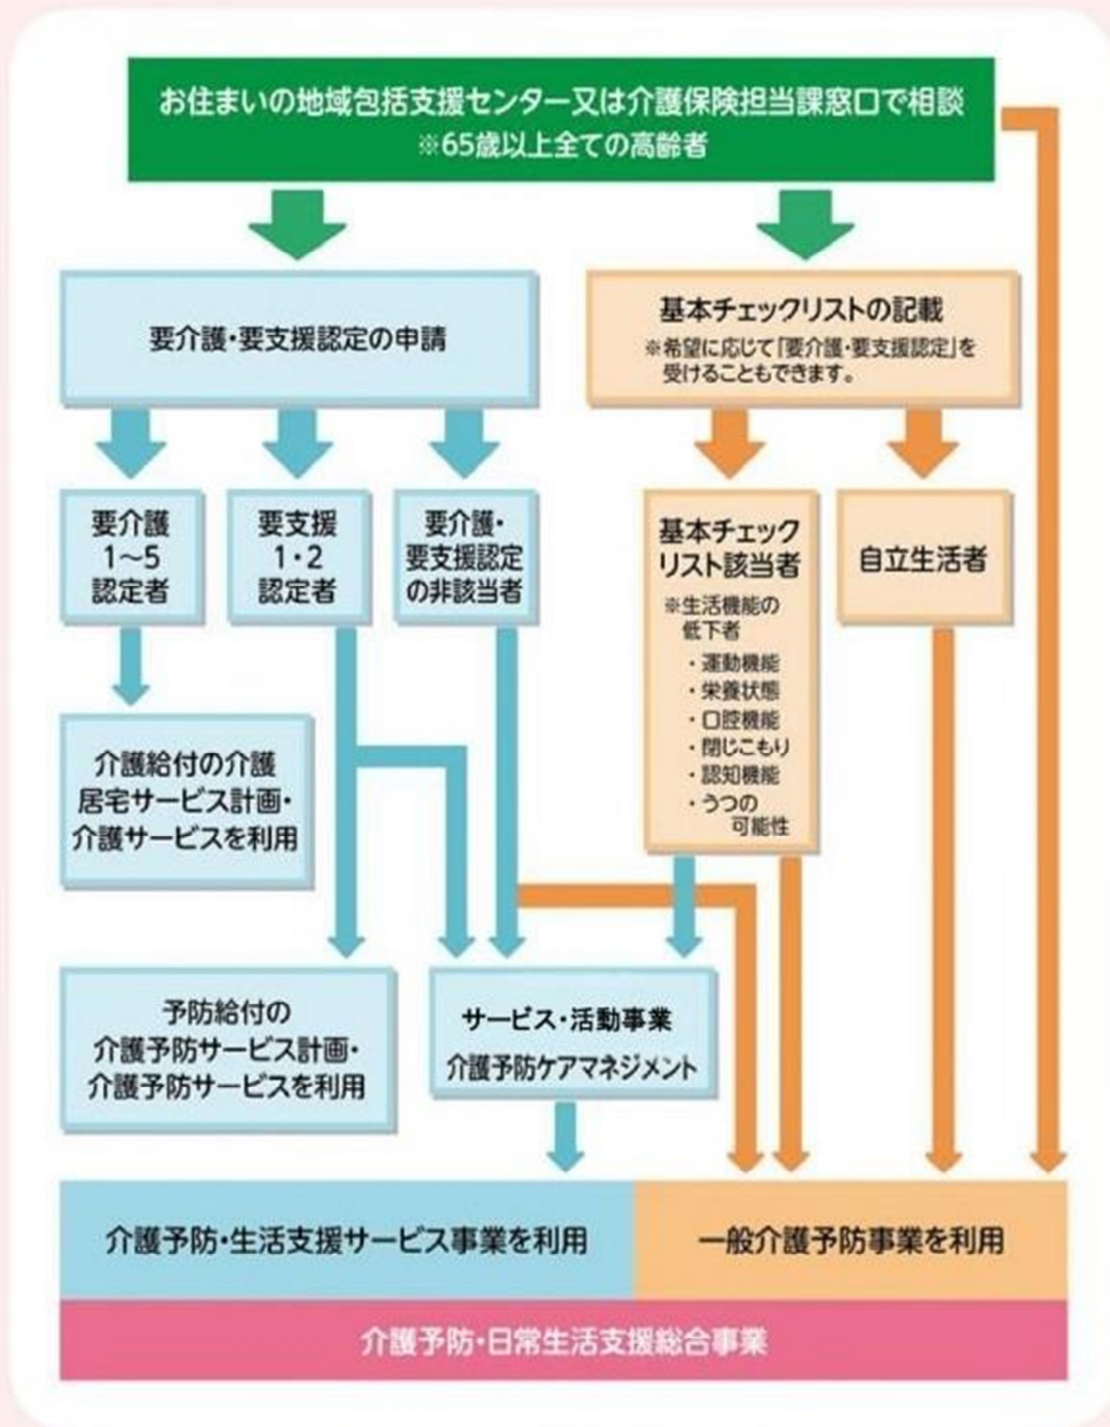 お住まいの地域包括支援センター又は介護保険担当課窓口で相談
※65歳以上全ての高齢者
要介護・要支援認定の申請
基本チェックリストの記載
※希望に応じて「要介護・要支援認定」を
受けることもできます。
要介護
1～5
認定者
要支援
1・2
認定者
要介護・
要支援認定
の非該当者
基本チェック
リスト該当者
※生活機能の
低下者
・運動機能
・栄養状態
・口腔機能
・閉じこもり
・認知機能
・うつの
可能性
自立生活者
介護給付の介護
居宅サービス計画・
介護サービスを利用
予防給付の
介護予防サービス計画・
介護予防サービスを利用
サービス・活動事業
介護予防ケアマネジメント
介護予防・生活支援サービス事業を利用
一般介護予防事業を利用
介護予防・日常生活支援総合事業